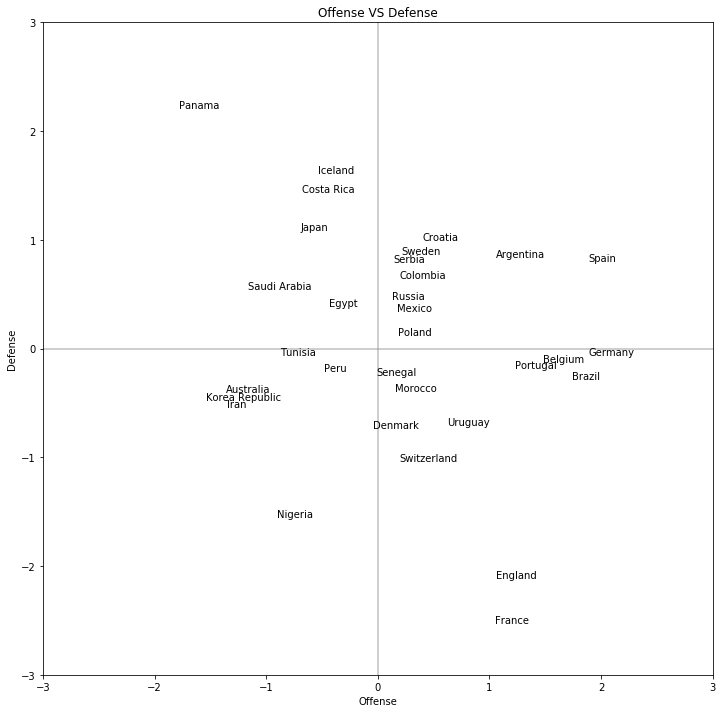 Offense VS Defense
3
Panama
2
Iceland
Costa Rica
Japan
1
Croatia
Sweden
Argentina
Serbia
Spain
Colombia
Saudi Arabia
Russia
Egypt
Mexico
Poland
0
Tunisia
Germany
Belgium
Portugal
Peru
Senegal
Brazil
Australia
Morocco
Korea Republic
Iran
Uruguay
Denmark
−1
Switzerland
Nigeria
−2
England
France
−3
Defense
−3 −2 −1 0 1 2 3
Offense